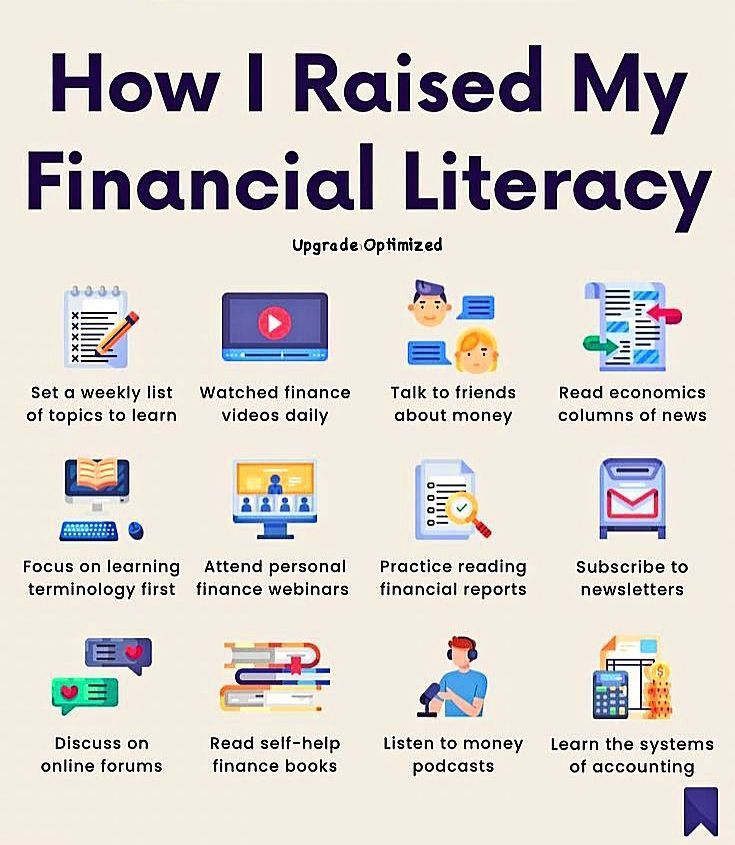 How I Raised My
Financial Literacy
Upgrade Optimized
Set a weekly list
of topics to learn
Watched finance
videos daily
Talk to friends
about money
Read economics
columns of news
Focus on learning
terminology first
Attend personal
finance webinars
Practice reading
financial reports
Subscribe to
newsletters
Discuss on
online forums
Read self-help
finance books
Listen to money
podcasts
Learn the systems
of accounting